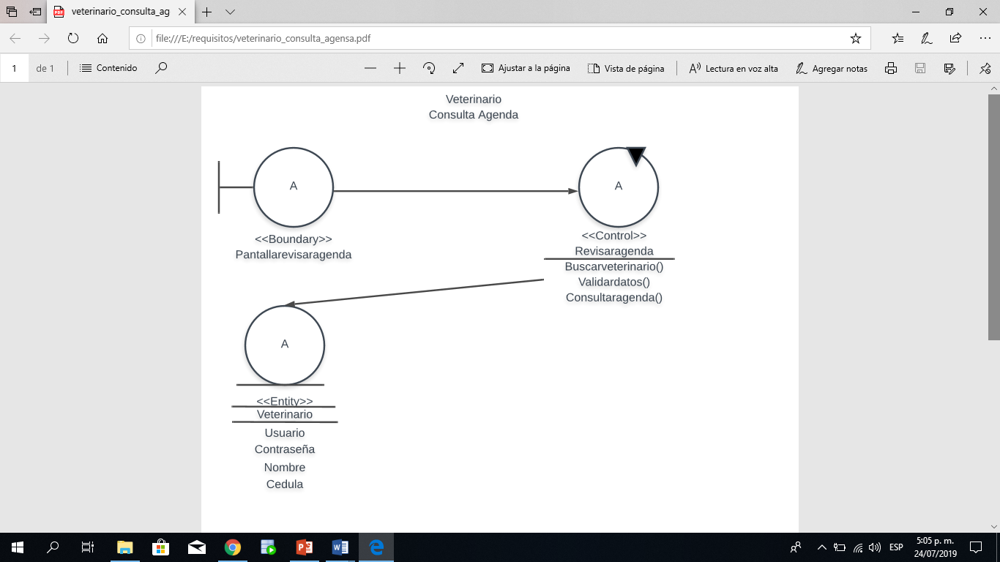 veterinario_consulta_ag
file:///E:/requisitos/veterinario_consulta_agensa.pdf
1 de 1 Contenido Ajustar a la página Vista de página Lectura en voz alta Agregar notas
Veterinario
Consulta Agenda
A
<<Boundary>>
Pantallarevisaragenda
A
<<Control>>
Revisaragenda
Buscarveterinario()
Validardatos()
Consultaragenda()
A
<<Entity>>
Veterinario
Usuario
Contraseña
Nombre
Cedula
ESP
5:05 p. m.
24/07/2019